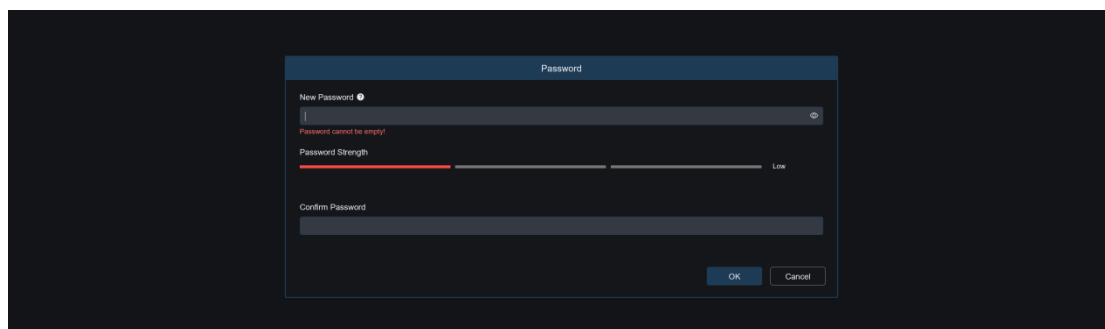 Password
New Password
Password cannot be empty!
Password Strength
Low
Confirm Password
OK Cancel